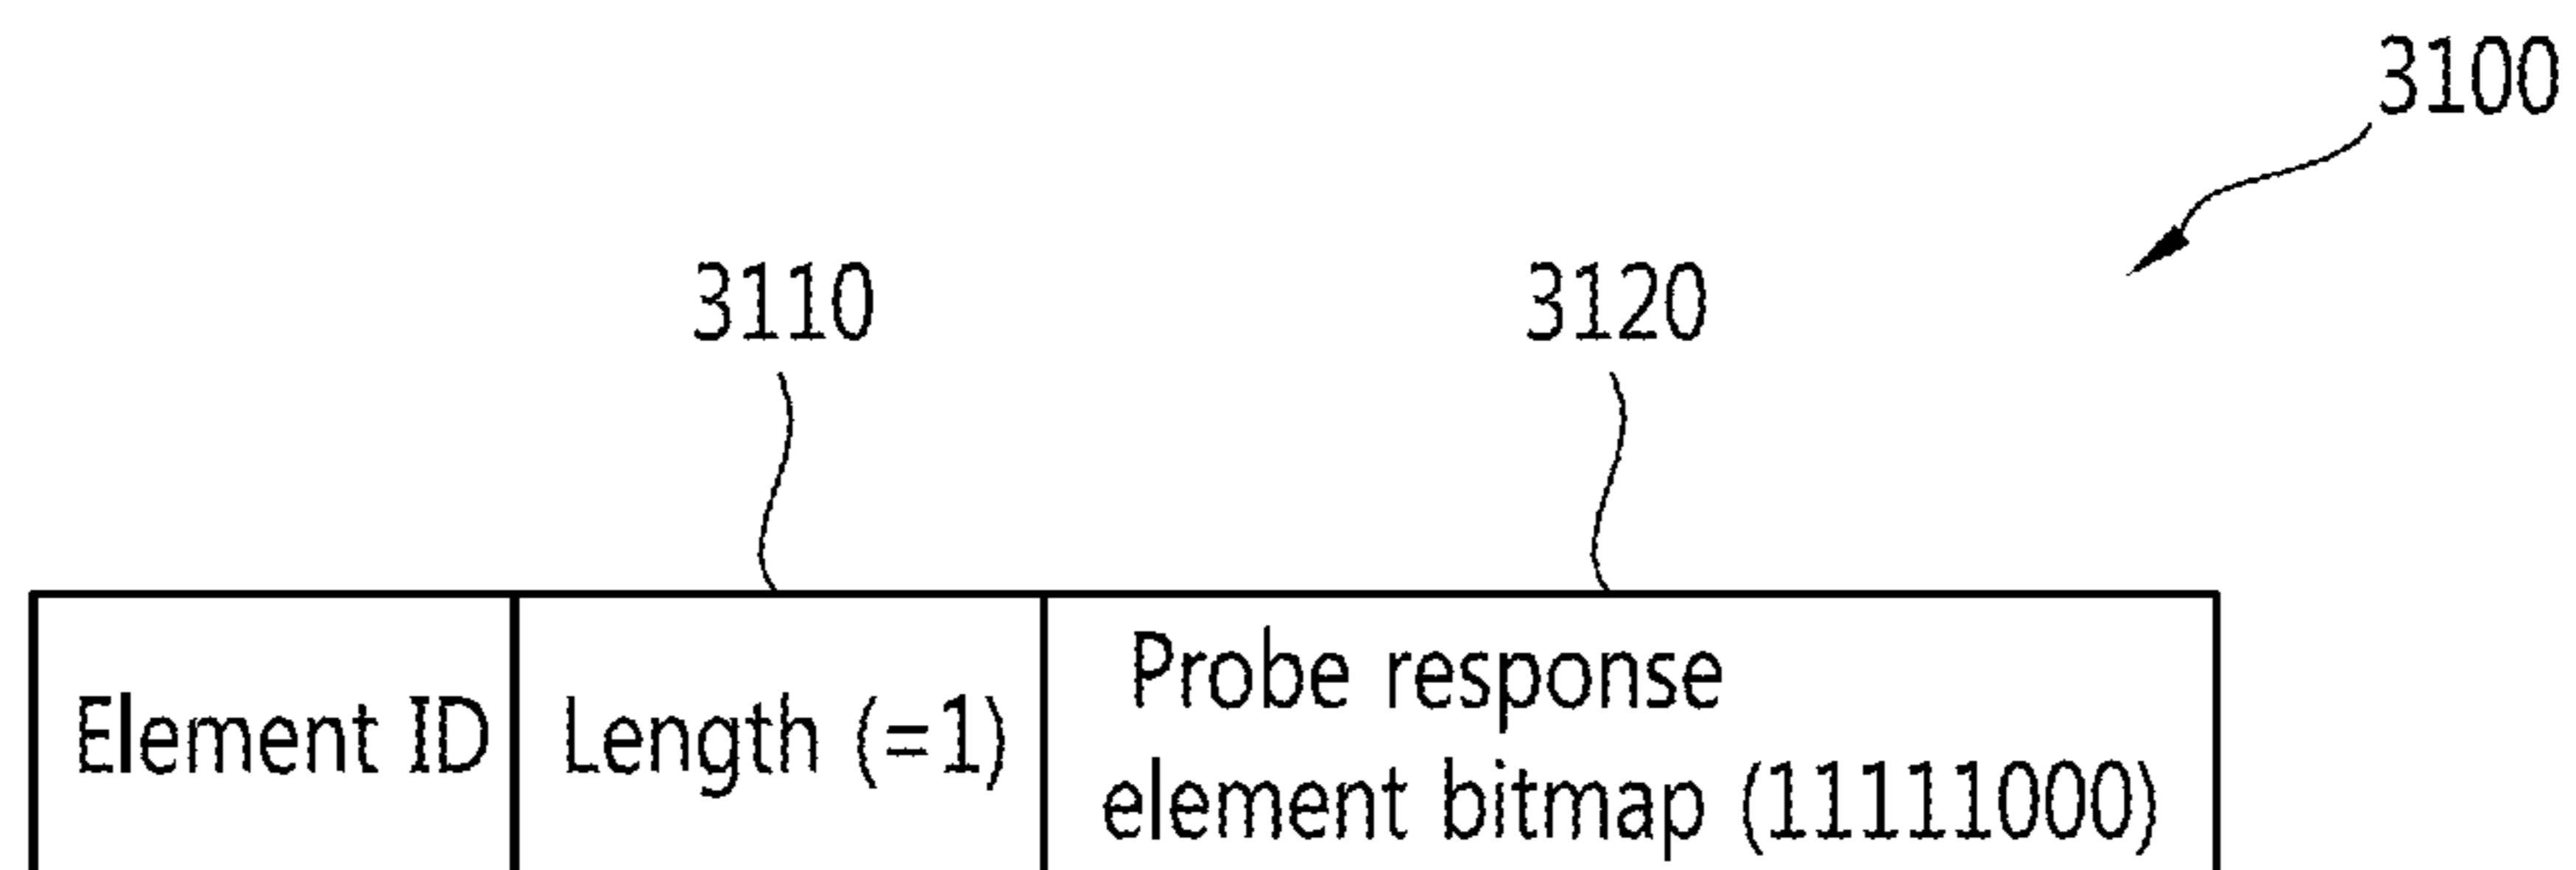 3100
3110
3120
Element ID
Length (=1)
Probe response
element bitmap (11111000)